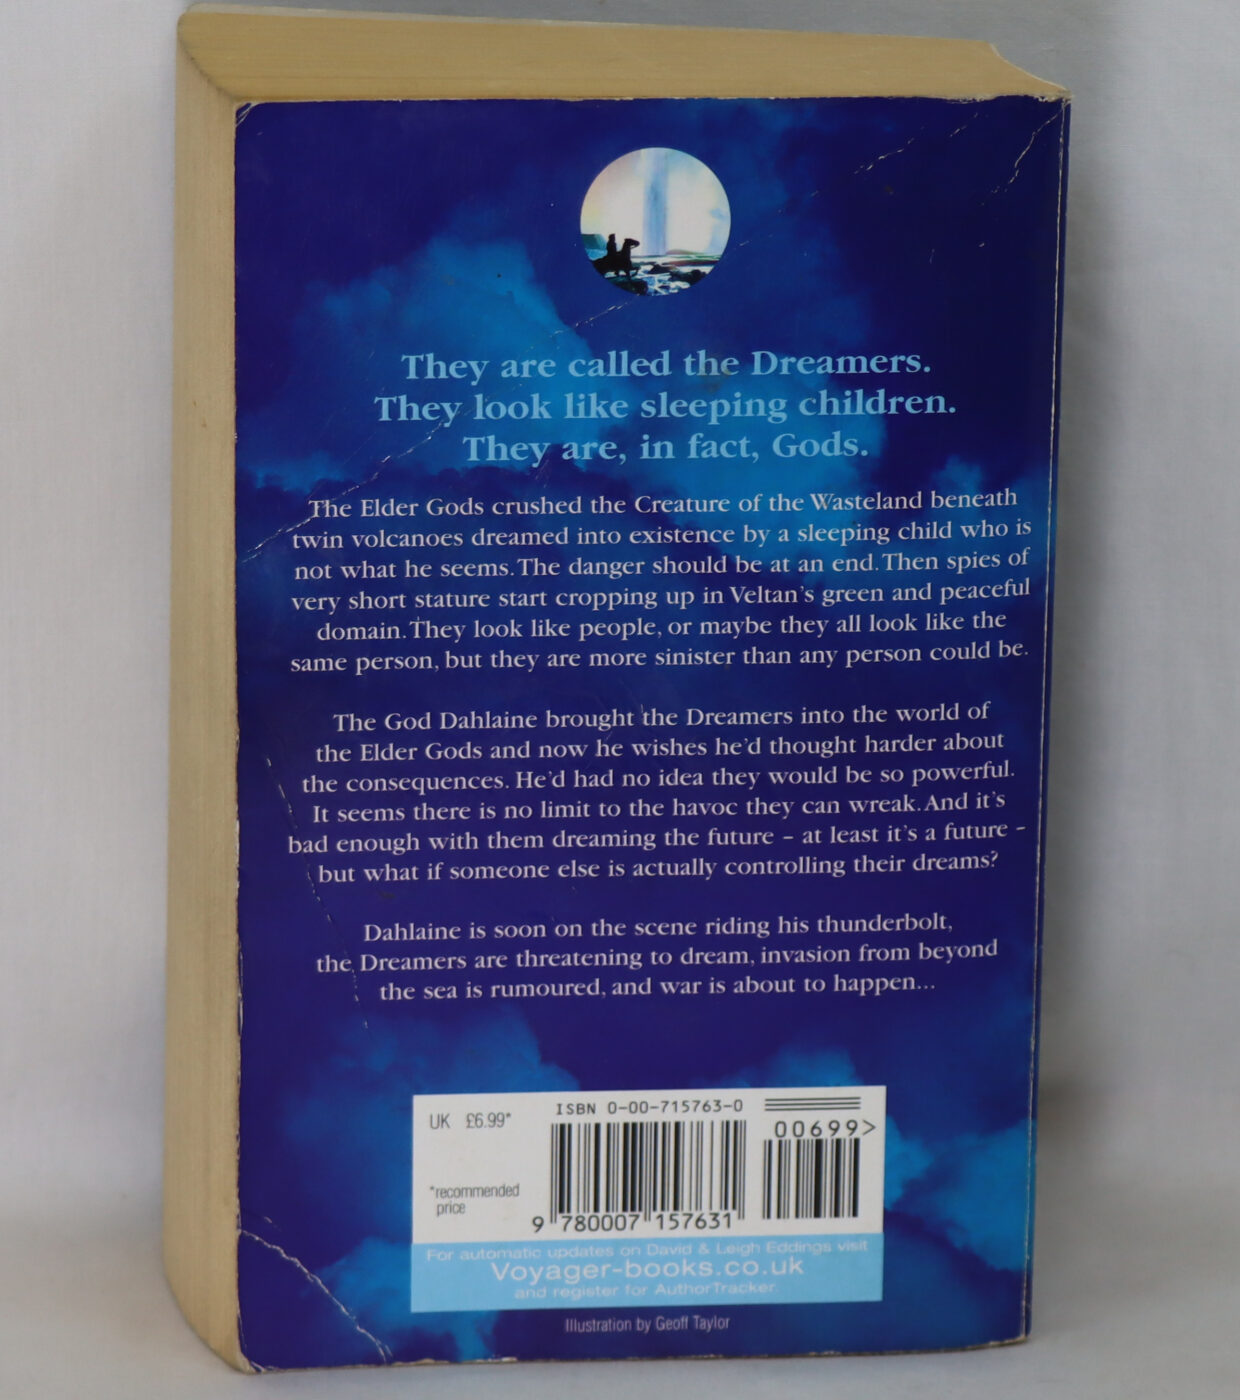 They are called the Dreamers.
They look like sleeping children.
They are, in fact, Gods.
The Elder Gods crushed the Creature of the Wasteland beneath
twin volcanoes dreamed into existence by a sleeping child who is
not what he seems. The danger should be at an end. Then spies of
very short stature start cropping up in Veltan's green and peaceful
domain. They look like people, or maybe they all look like the
same person, but they are more sinister than any person could be.
The God Dahlaine brought the Dreamers into the world of
the Elder Gods and now he wishes he'd thought harder about
the consequences. He'd had no idea they would be so powerful.
It seems there is no limit to the havoc they can wreak. And it's
bad enough with them dreaming the future – at least it's a future –
but what if someone else is actually controlling their dreams?
Dahlaine is soon on the scene riding his thunderbolt,
the Dreamers are threatening to dream, invasion from beyond
the sea is rumoured, and war is about to happen...
UK £6.99*
ISBN 0-00-715763-0
00699>
*recommended
price
9 780007 157631
For automatic updates on David & Leigh Eddings visit
Voyager-books.co.uk
and register for AuthorTracker.
Illustration by Geoff Taylor